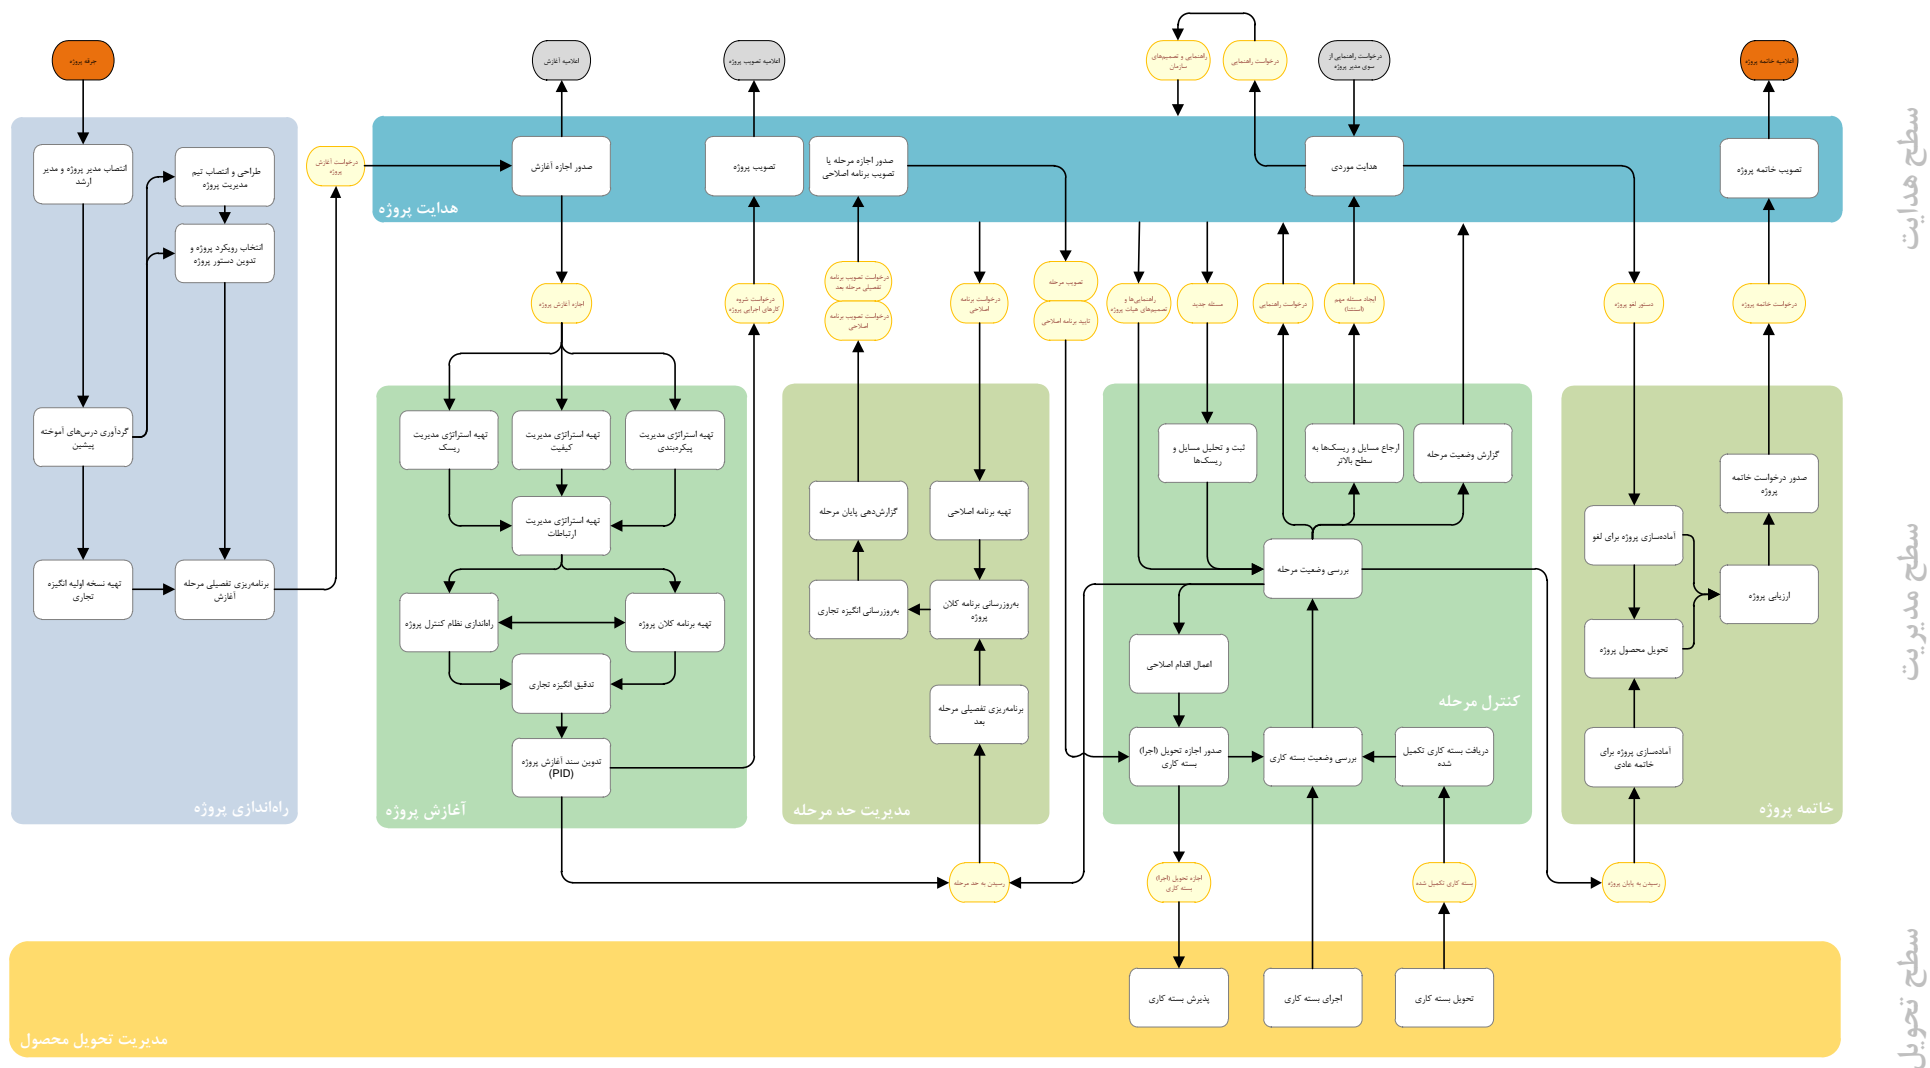 جرقه پروژه
اعلامیه آغازش
اعلامیه تصویب پروژه
راهنمایی و تصمیم‌های
سازمان
درخواست راهنمایی
درخواست راهنمایی از
سوی مدیر پروژه
اعلامیه خاتمه پروژه
سطح هدایت
انتصاب مدیر پروژه و مدیر
ارشد
طراحی و انتصاب تیم
مدیریت پروژه
انتخاب رویکرد پروژه و
تدوین دستور پروژه
گردآوری درس‌های آموخته
پیشین
تهیه نسخه اولیه انگیزه
تجاری
برنامه‌ریزی تفصیلی مرحله
آغازش
راه‌اندازی پروژه
درخواست آغازش
پروژه
صدور اجازه آغازش
تصویب پروژه
صدور اجازه مرحله یا
تصویب برنامه اصلاحی
هدایت موردی
تصویب خاتمه پروژه
هدایت پروژه
اجازه آغازش پروژه
درخواست شروه
کارهای اجرایی پروژه
درخواست تصویب برنامه
تفصیلی مرحله بعد
درخواست تصویب برنامه
اصلاحی
درخواست برنامه
اصلاحی
تصویب مرحله
تایید برنامه اصلاحی
راهنمایی‌ها و
تصمیم‌های هیات پروژه
مسئله جدید
درخواست راهنمایی
ایجاد مسئله مهم
(استثنا)
دستور لغو پروژه
درخواست خاتمه پروژه
سطح مدیریت
تهیه استراتژی مدیریت
ریسک
تهیه استراتژی مدیریت
کیفیت
تهیه استراتژی مدیریت
پیکره‌بندی
تهیه استراتژی مدیریت
ارتباطات
راه‌اندازی نظام کنترل پروژه
تهیه برنامه کلان پروژه
تدقیق انگیزه تجاری
تدوین سند آغازش پروژه
(PID)
آغازش پروژه
گزارش‌دهی پایان مرحله
تهیه برنامه اصلاحی
به‌روزرسانی انگیزه تجاری
به‌روزرسانی برنامه کلان
پروژه
برنامه‌ریزی تفصیلی مرحله
بعد
مدیریت حد مرحله
ثبت و تحلیل مسایل و
ریسک‌ها
ارجاع مسایل و ریسک‌ها به
سطح بالاتر
گزارش وضعیت مرحله
بررسی وضعیت مرحله
اعمال اقدام اصلاحی
کنترل مرحله
صدور اجازه تحویل (اجرا)
بسته کاری
بررسی وضعیت بسته کاری
دریافت بسته کاری تکمیل
شده
صدور درخواست خاتمه
پروژه
آماده‌سازی پروژه برای لغو
ارزیابی پروژه
تحویل محصول پروژه
آماده‌سازی پروژه برای
خاتمه عادی
خاتمه پروژه
رسیدن به حد مرحله
اجازه تحویل (اجرا)
بسته کاری
بسته کاری تکمیل شده
رسیدن به پایان پروژه
سطح تحویل
پذیرش بسته کاری
اجرای بسته کاری
تحویل بسته کاری
مدیریت تحویل محصول